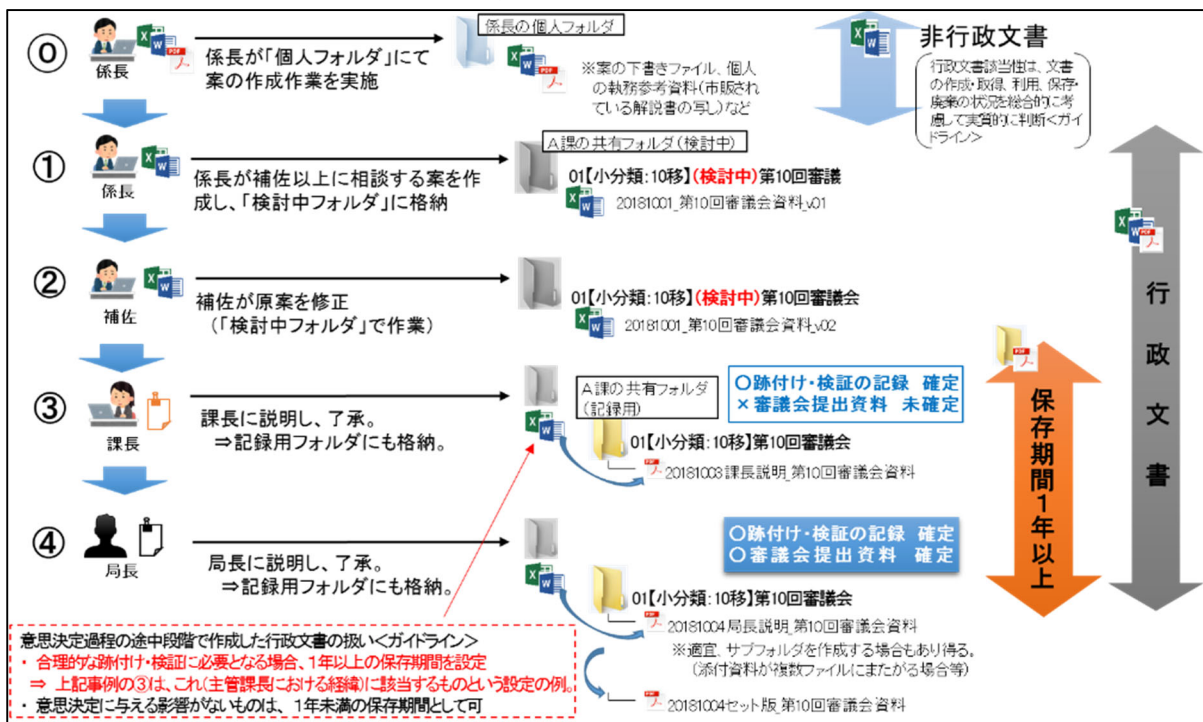 ⓪
係長
係長が「個人フォルダ」にて
案の作成作業を実施
係長の個人フォルダ
※案の下書きファイル、個人
の執務参考資料(市販され
ている解説書の写し)など
非行政文書
行政文書該当性は、文書
の作成・取得、利用、保存・
廃棄の状況を総合的に考
慮して実質的に判断<ガイ
ドライン>
①
係長
係長が補佐以上に相談する案を作
成し、「検討中フォルダ」に格納
A課の共有フォルダ(検討中)
01【小分類:10移】(検討中)第10回審議
20181001_第10回審議会資料_v01
②
補佐
補佐が原案を修正
(「検討中フォルダ」で作業)
01【小分類:10移】(検討中)第10回審議会
20181001_第10回審議会資料_v02
③
課長
課長に説明し、了承。
⇒記録用フォルダにも格納。
A課の共有フォルダ
(記録用)
〇跡付け・検証の記録 確定
×審議会提出資料 未確定
01【小分類:10移】第10回審議会
20181003課長説明_第10回審議会資料
④
局長
局長に説明し、了承。
⇒記録用フォルダにも格納。
〇跡付け・検証の記録 確定
〇審議会提出資料 確定
01【小分類:10移】第10回審議会
20181004局長説明_第10回審議会資料
※適宜、サブフォルダを作成する場合もあり得る。
(添付資料が複数ファイルにまたがる場合等)
20181004セット版_第10回審議会資料
保存期間1年以上
行政文書
意思決定過程の途中段階で作成した行政文書の扱い<ガイドライン>
・ 合理的な跡付け・検証に必要となる場合、1年以上の保存期間を設定
⇒ 上記事例の③は、これ(主管課長における経緯)に該当するものという設定の例。
・ 意思決定に与える影響がないものは、1年未満の保存期間として可